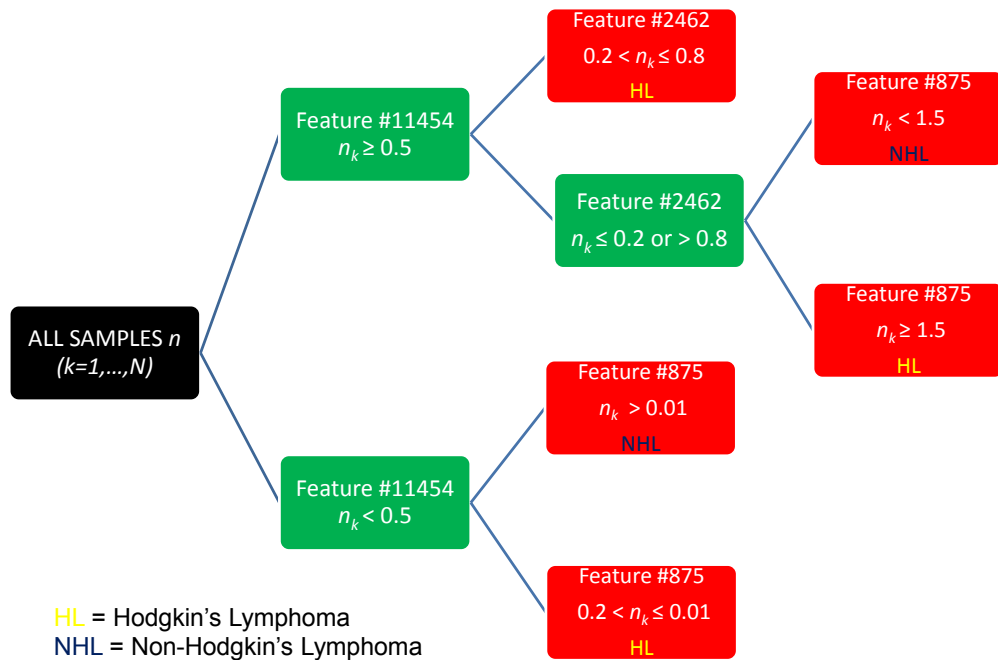 ALL SAMPLES n
(k=1,...,N)
Feature #11454
nk ≥ 0.5
Feature #2462
0.2 < nk ≤ 0.8
HL
Feature #2462
nk ≤ 0.2 or > 0.8
Feature #875
nk < 1.5
NHL
Feature #875
nk ≥ 1.5
HL
Feature #11454
nk < 0.5
Feature #875
nk > 0.01
NHL
Feature #875
0.2 < nk ≤ 0.01
HL
HL = Hodgkin's Lymphoma
NHL = Non-Hodgkin's Lymphoma